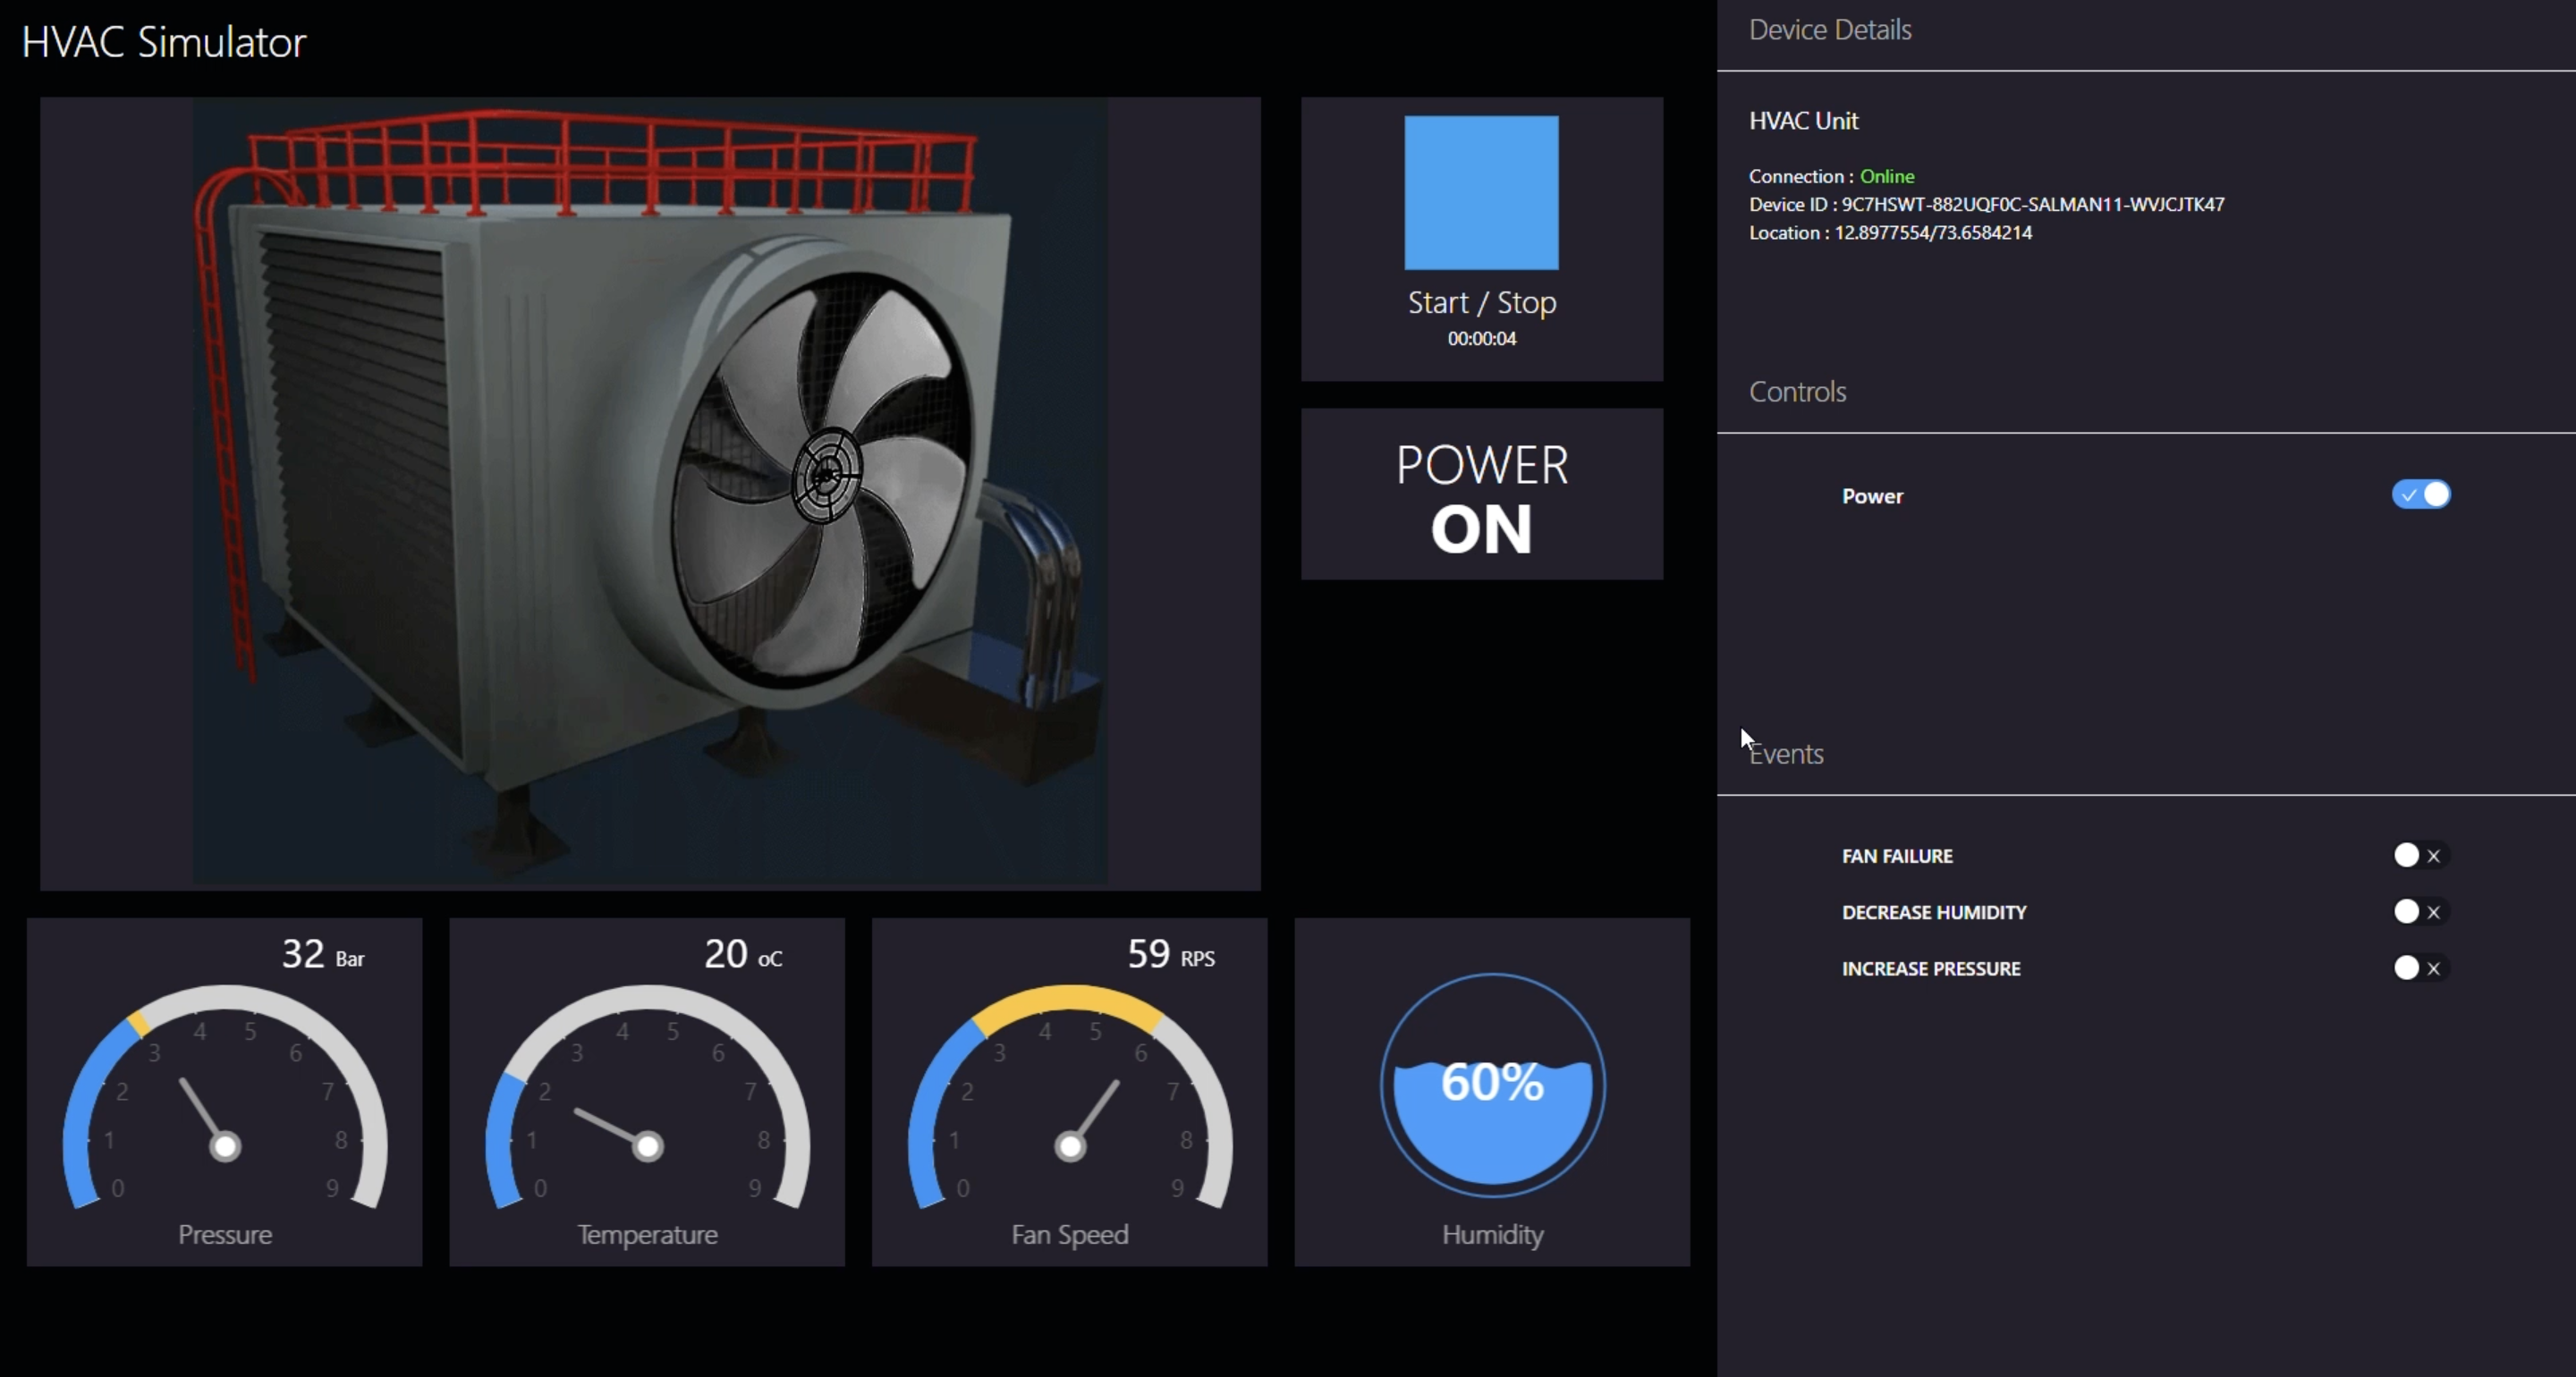 HVAC Simulator
Start / Stop
00:00:04
POWER
ON
32 Bar
0 1 2 3 4 5 6 7 8 9
Pressure
20 oC
0 1 2 3 4 5 6 7 8 9
Temperature
59 RPS
0 1 2 3 4 5 6 7 8 9
Fan Speed
60%
Humidity
Device Details
HVAC Unit
Connection : Online
Device ID : 9C7HSWT-882UQF0C-SALMAN11-WVJCJTK47
Location : 12.8977554/73.6584214
Controls
Power
Events
FAN FAILURE
DECREASE HUMIDITY
INCREASE PRESSURE